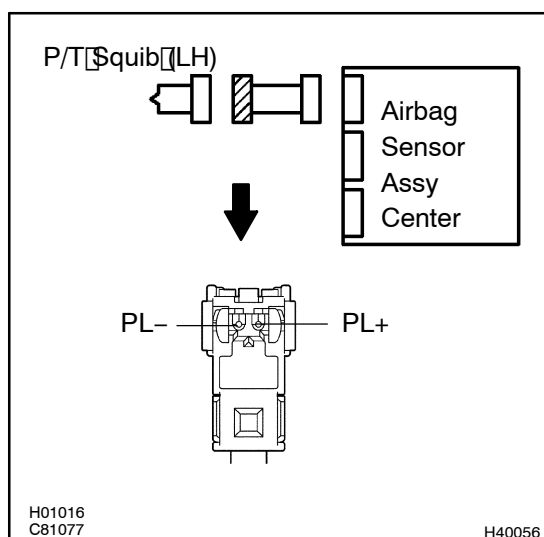 P/T▯Squib▯(LH)
Airbag
Sensor
Assy
Center
PL− PL+
H01016
C81077
H40056